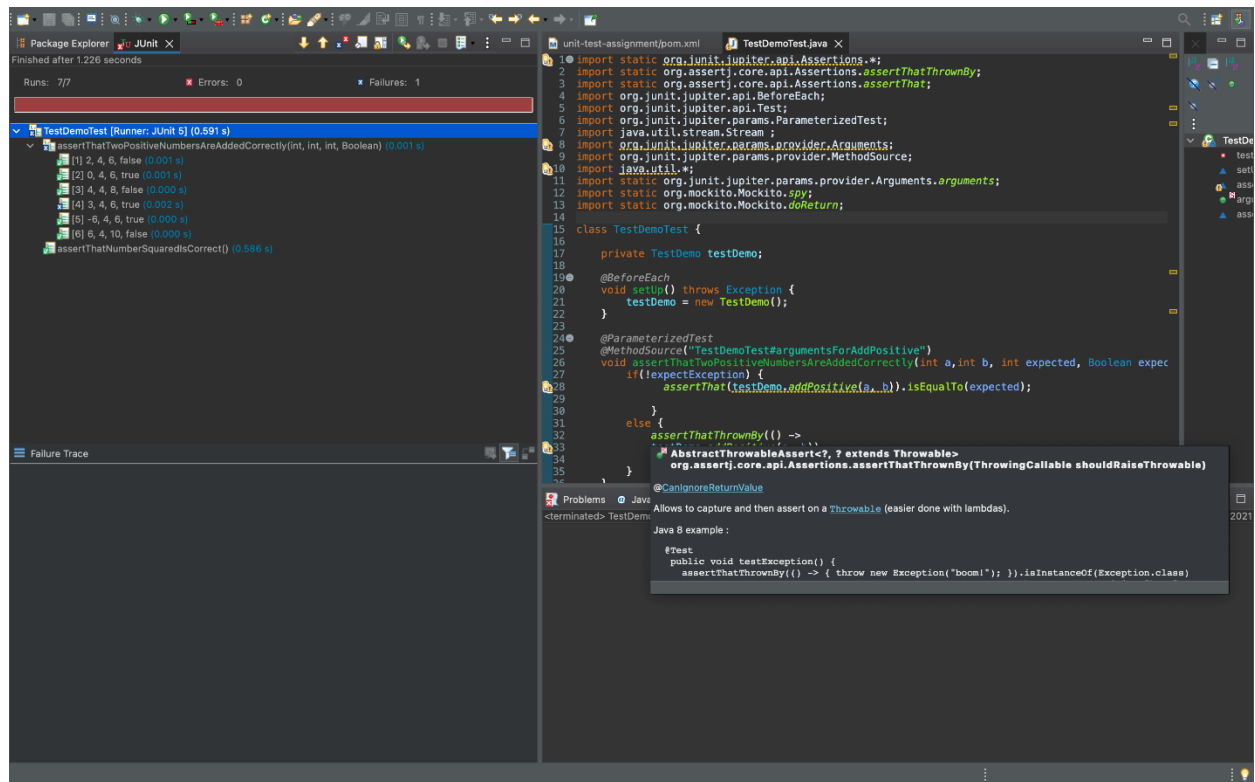 Package Explorer
JUnit
Finished after 1.226 seconds
Runs: 7/7
Errors: 0
Failures: 1
TestDemoTest [Runner: JUnit 5] (0.591 s)
assertThatTwoPositiveNumbersAreAddedCorrectly(int, int, int, Boolean) (0.001 s)
[1] 2, 4, 6, false (0.001 s)
[2] 0, 4, 6, true (0.001 s)
[3] 4, 4, 8, false (0.000 s)
[4] 3, 4, 6, true (0.002 s)
[5] -6, 4, 6, true (0.000 s)
[6] 6, 4, 10, false (0.000 s)
assertThatNumberSquaredIsCorrect() (0.586 s)
Failure Trace
unit-test-assignment/pom.xml
TestDemoTest.java
1 import static org.junit.jupiter.api.Assertions.*;
2 import static org.assertj.core.api.Assertions.assertThatThrownBy;
3 import static org.assertj.core.api.Assertions.assertThat;
4 import org.junit.jupiter.api.BeforeEach;
5 import org.junit.jupiter.api.Test;
6 import org.junit.jupiter.params.ParameterizedTest;
7 import java.util.stream.Stream ;
8 import org.junit.jupiter.params.provider.Arguments;
9 import org.junit.jupiter.params.provider.MethodSource;
10 import java.util.*;
11 import static org.junit.jupiter.params.provider.Arguments.arguments;
12 import static org.mockito.Mockito.spy;
13 import static org.mockito.Mockito.doReturn;
14
15 class TestDemoTest {
16
17 private TestDemo testDemo;
18
19 @BeforeEach
20 void setUp() throws Exception {
21 testDemo = new TestDemo();
22 }
23
24 @ParameterizedTest
25 @MethodSource("TestDemoTest#argumentsForAddPositive")
26 void assertThatTwoPositiveNumbersAreAddedCorrectly(int a,int b, int expected, Boolean expec
27 if(!expectException) {
28 assertThat(testDemo.addPositive(a, b)).isEqualTo(expected);
29
30 }
31 else {
32 assertThatThrownBy(() ->
33
34
35 }
AbstractThrowableAssert<?, ? extends Throwable>
org.assertj.core.api.Assertions.assertThatThrownBy(ThrowingCallable shouldRaiseThrowable)
@CanIgnoreReturnValue
Allows to capture and then assert on a Throwable (easier done with lambdas).
Java 8 example :
@Test
public void testException() {
assertThatThrownBy(() -> { throw new Exception("boom!"); }).isInstanceOf(Exception.class)
Problems
Java
<terminated> TestDem
2021
TestDe
test
setU
asse
argu
asse